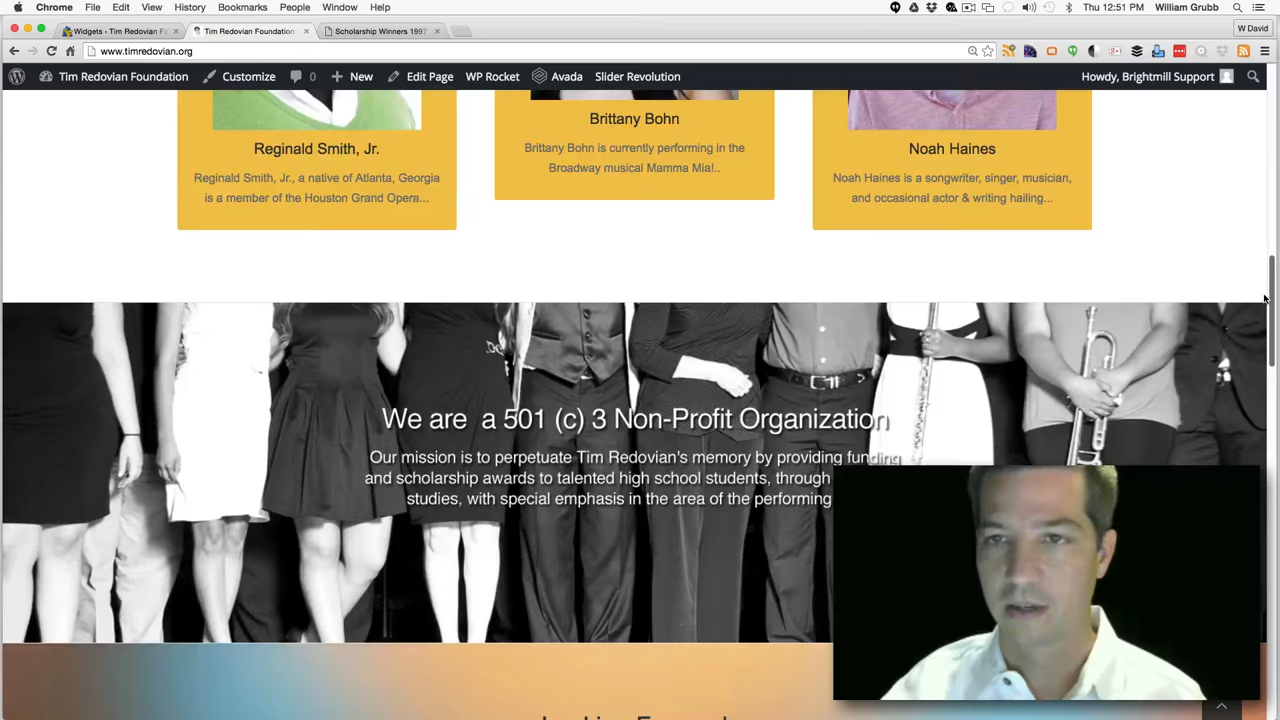 Chrome File Edit View History Bookmarks People Window Help
Thu 12:51 PM William Grubb
Widgets ‹ Tim Redovian F
Tim Redovian Foundation
Scholarship Winners 1997
W David
www.timredovian.org
Tim Redovian Foundation Customize 0 New Edit Page WP Rocket Avada Slider Revolution
Howdy, Brightmill Support
Reginald Smith, Jr.
Reginald Smith, Jr., a native of Atlanta, Georgia
is a member of the Houston Grand Opera...
Brittany Bohn
Brittany Bohn is currently performing in the
Broadway musical Mamma Mia!..
Noah Haines
Noah Haines is a songwriter, singer, musician,
and occasional actor & writing hailing...
We are a 501 (c) 3 Non-Profit Organization
Our mission is to perpetuate Tim Redovian's memory by providing funding
and scholarship awards to talented high school students, through
studies, with special emphasis in the area of the performing